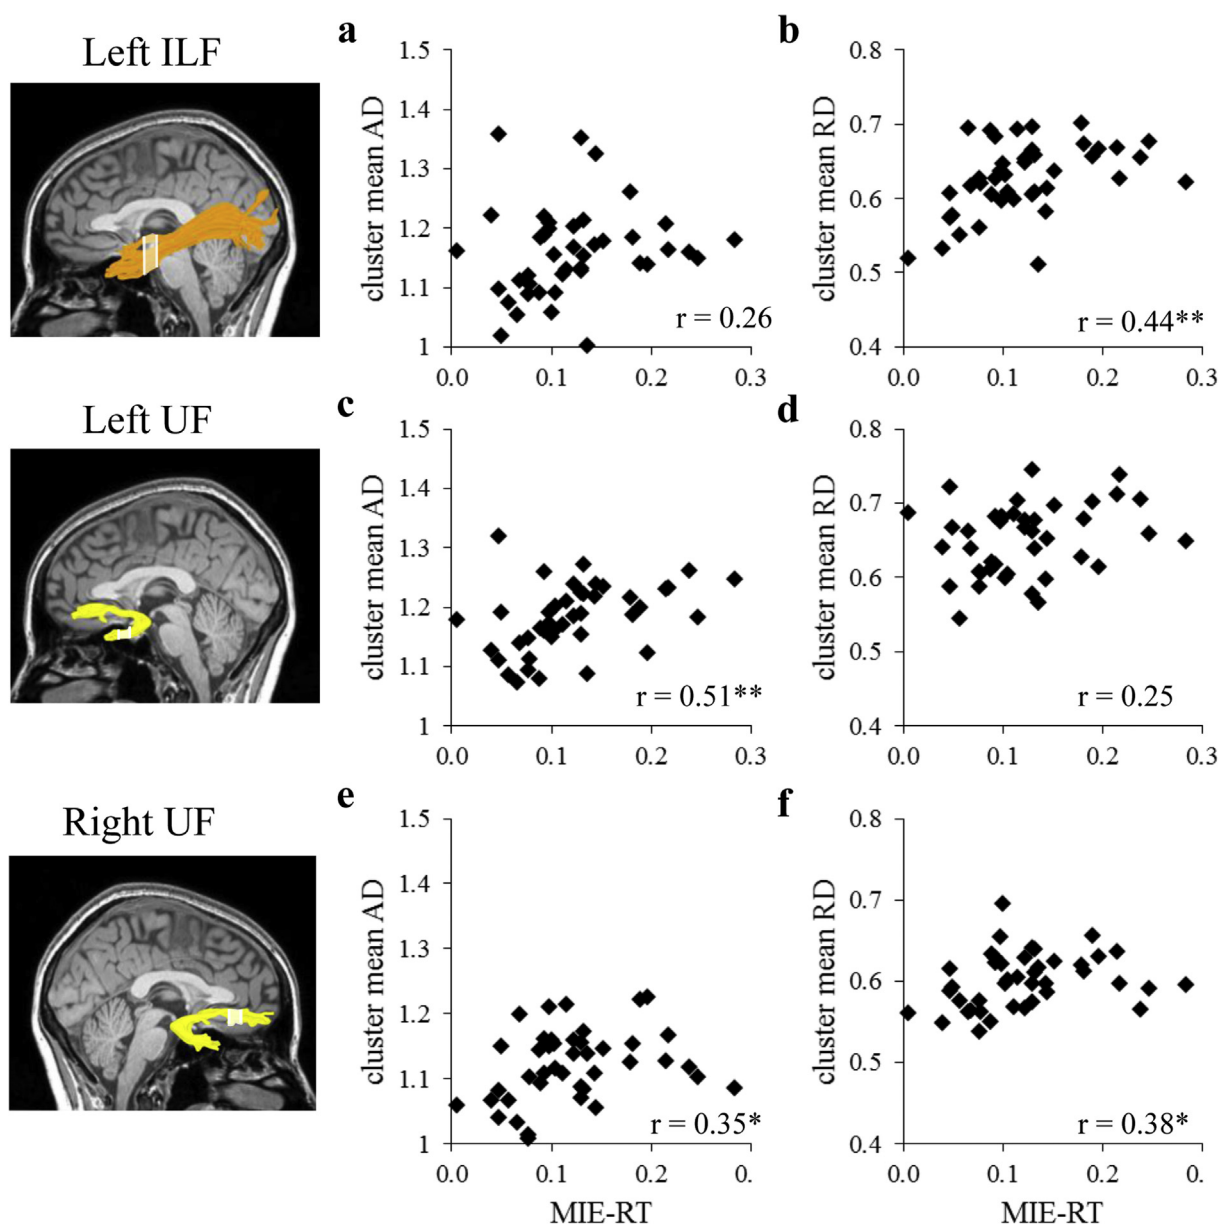 Left ILF
a
1.5
1.4
1.3
1.2
1.1
1
cluster mean AD
r = 0.26
0.0
0.1
0.2
0.3
b
0.8
0.7
0.6
0.5
0.4
cluster mean RD
r = 0.44**
0.0
0.1
0.2
0.3
Left UF
c
1.5
1.4
1.3
1.2
1.1
1
cluster mean AD
r = 0.51**
0.0
0.1
0.2
0.3
d
0.8
0.7
0.6
0.5
0.4
cluster mean RD
r = 0.25
0.0
0.1
0.2
0.3
Right UF
e
1.5
1.4
1.3
1.2
1.1
1
cluster mean AD
r = 0.35*
0.0
0.1
0.2
0.
MIE-RT
f
0.8
0.7
0.6
0.5
0.4
cluster mean RD
r = 0.38*
0.0
0.1
0.2
0.
MIE-RT